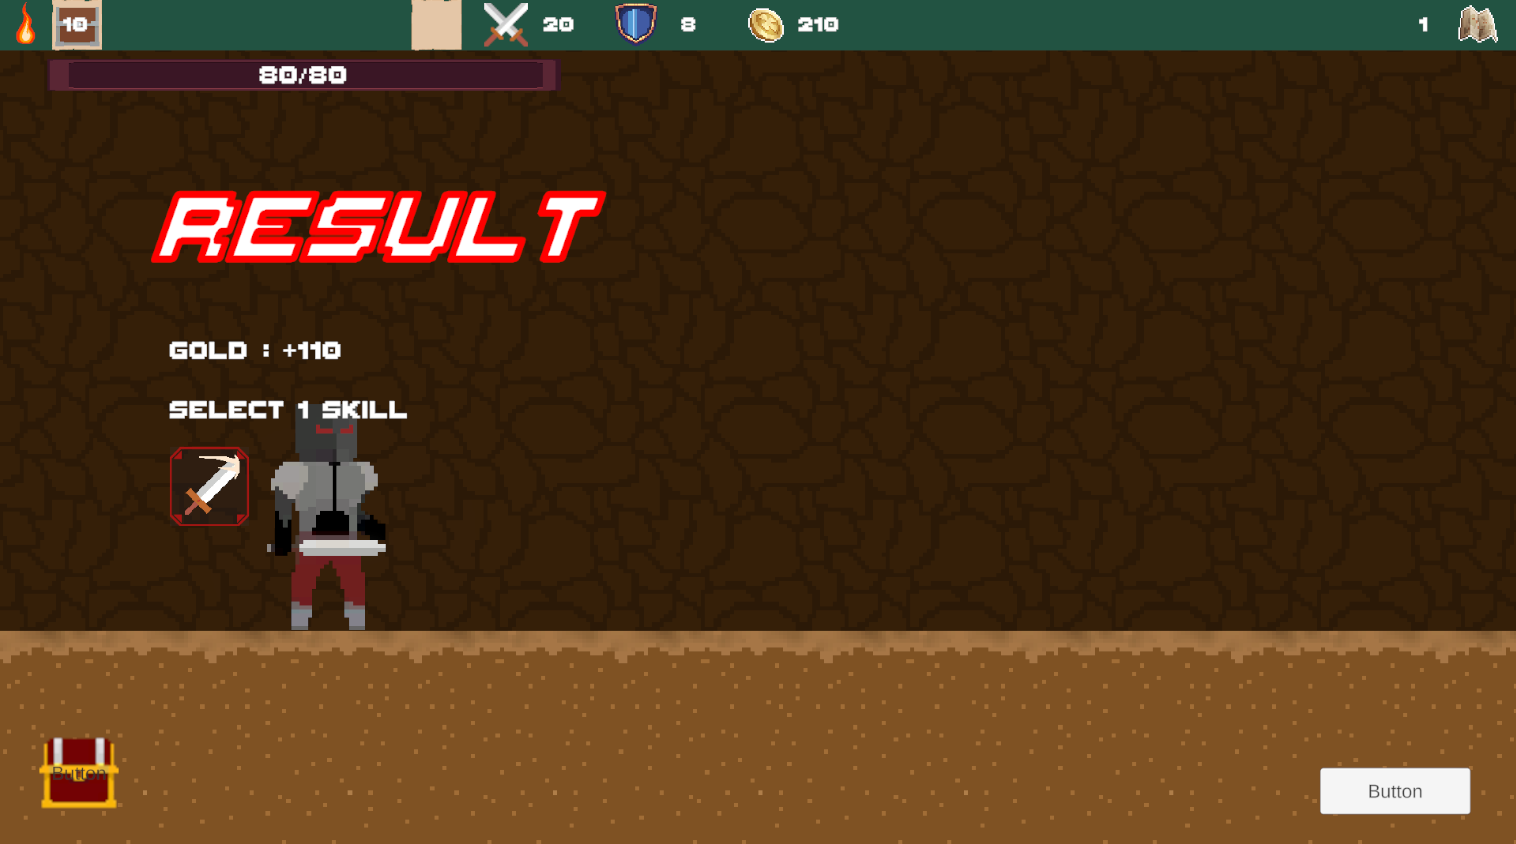 10 20 8 210 1
80/80
RESULT
GOLD : +110
SELECT 1 SKILL
Button
Button